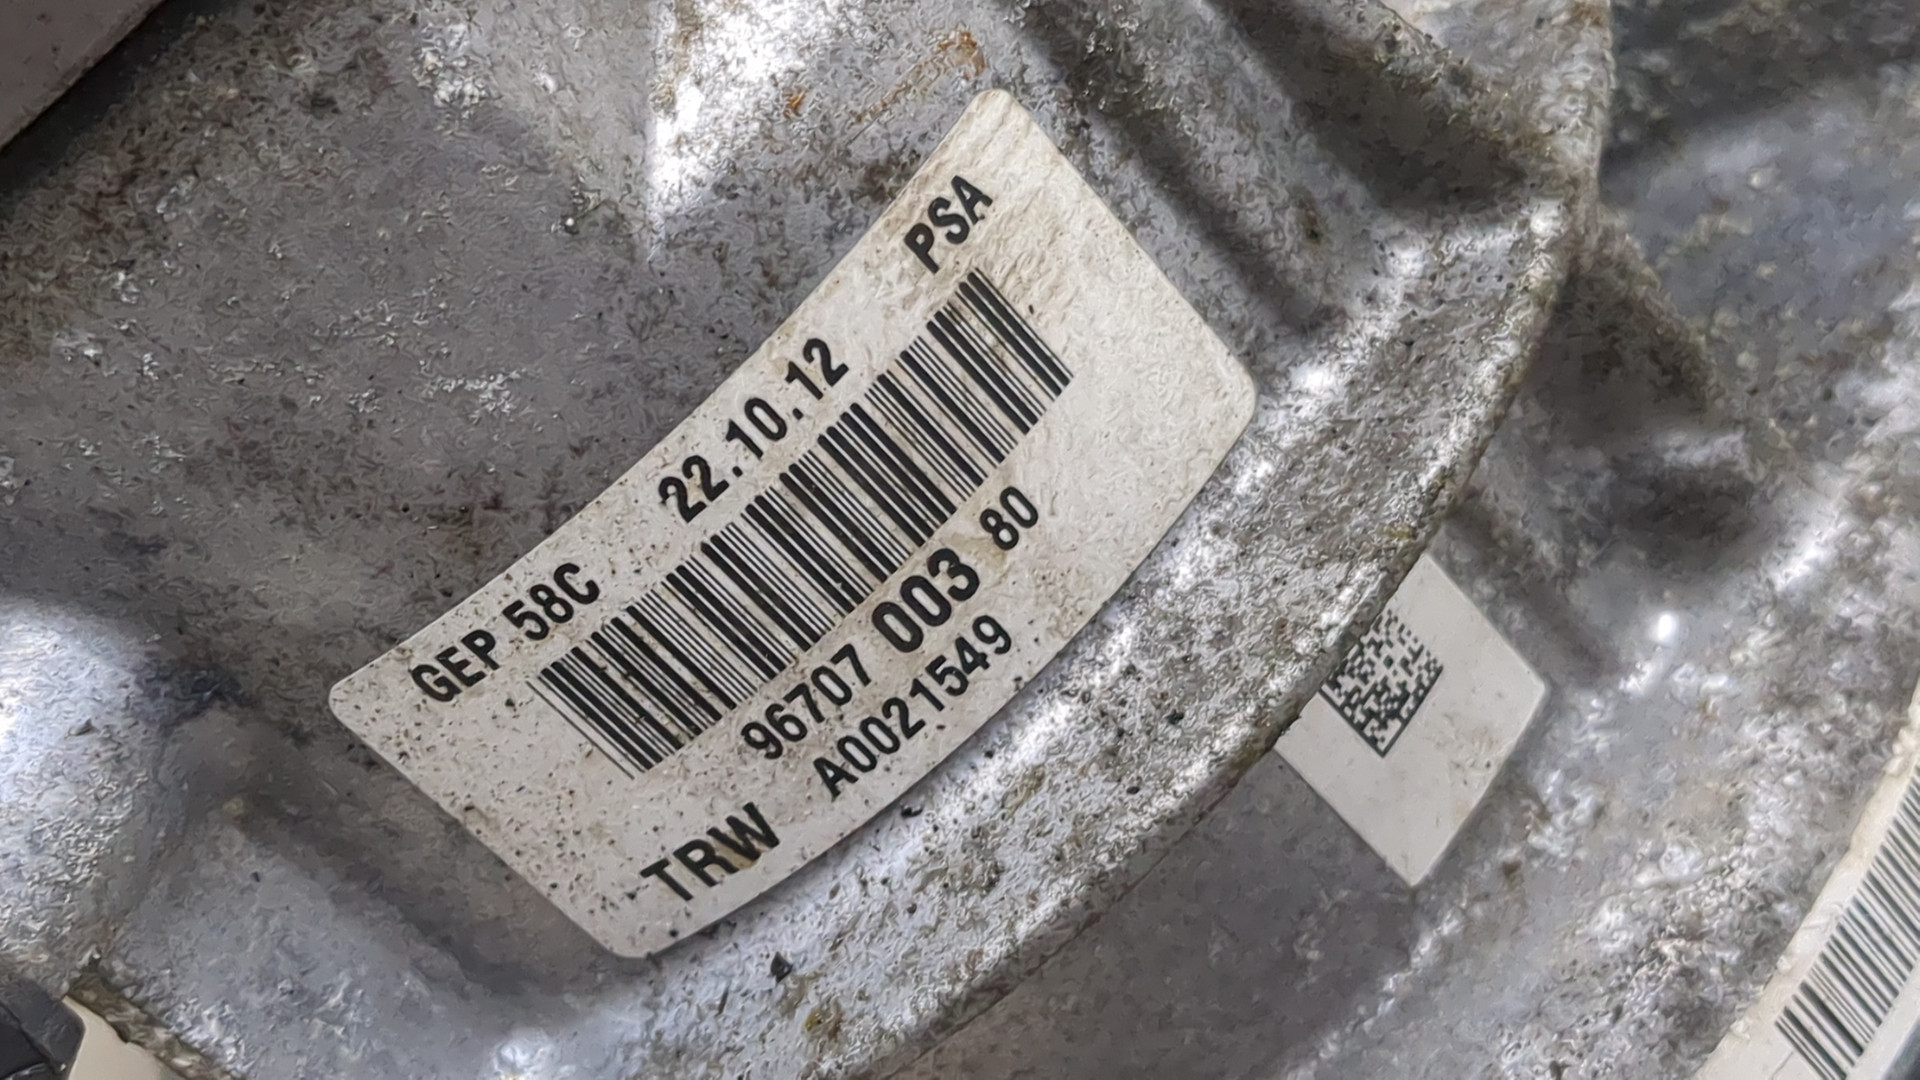 GEP 58C 22.10.12 PSA
96707 003 80
TRW A0021549